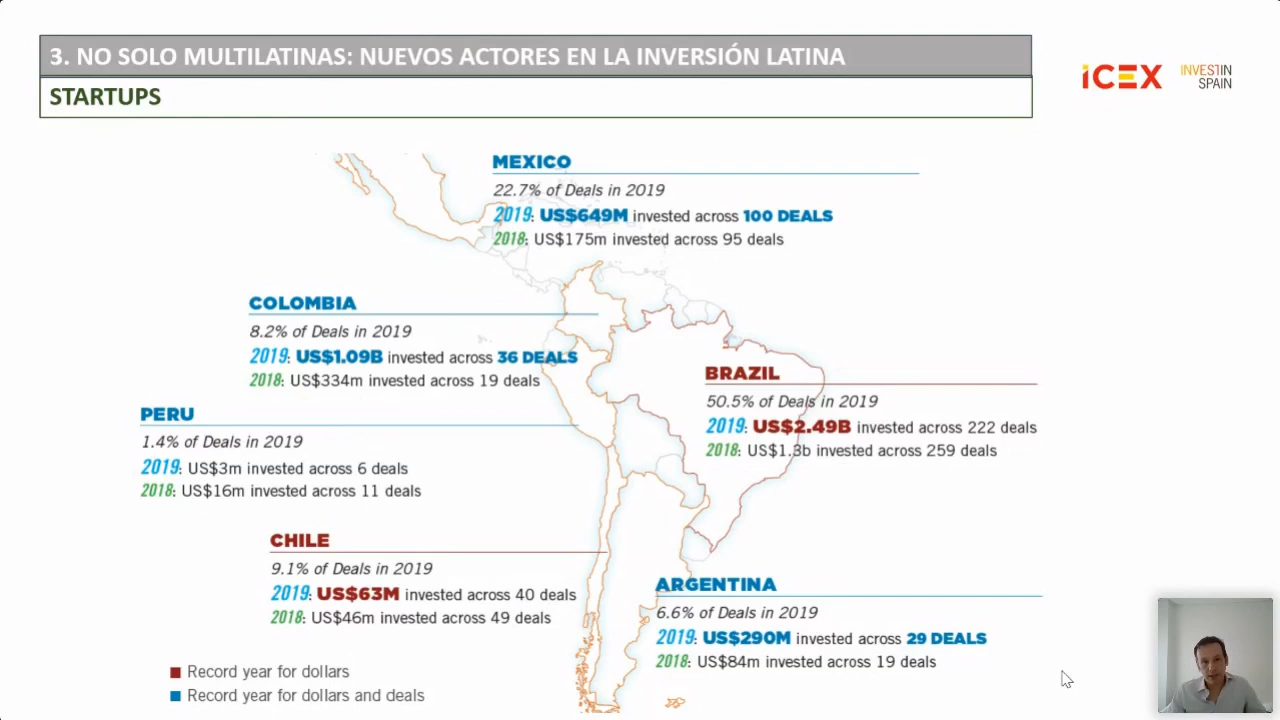 3. NO SOLO MULTILATINAS: NUEVOS ACTORES EN LA INVERSIÓN LATINA
STARTUPS
iCEX
INVESTIN
SPAIN
MEXICO
22.7% of Deals in 2019
2019: US$649M invested across 100 DEALS
2018: US$175m invested across 95 deals
COLOMBIA
8.2% of Deals in 2019
2019: US$1.09B invested across 36 DEALS
2018: US$334m invested across 19 deals
BRAZIL
50.5% of Deals in 2019
2019: US$2.49B invested across 222 deals
2018: US$1.3b invested across 259 deals
PERU
1.4% of Deals in 2019
2019: US$3m invested across 6 deals
2018: US$16m invested across 11 deals
CHILE
9.1% of Deals in 2019
2019: US$63M invested across 40 deals
2018: US$46m invested across 49 deals
ARGENTINA
6.6% of Deals in 2019
2019: US$290M invested across 29 DEALS
2018: US$84m invested across 19 deals
Record year for dollars
Record year for dollars and deals